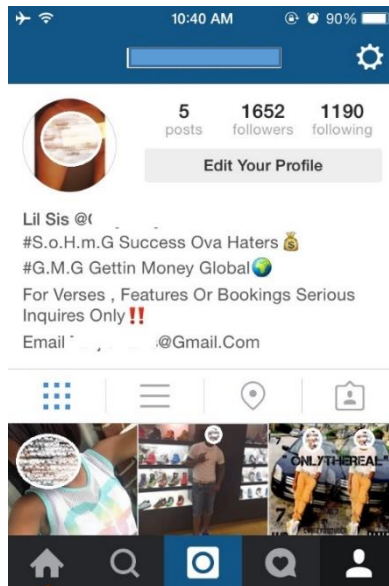 10:40 AM 90%
5 1652 1190
posts followers following
Edit Your Profile
Lil Sis @
#S.o.H.m.G Success Ova Haters💰
#G.M.G Gettin Money Global🌍
For Verses , Features Or Bookings Serious
Inquires Only‼️
Email @Gmail.Com
" ONLYTHEREAL "